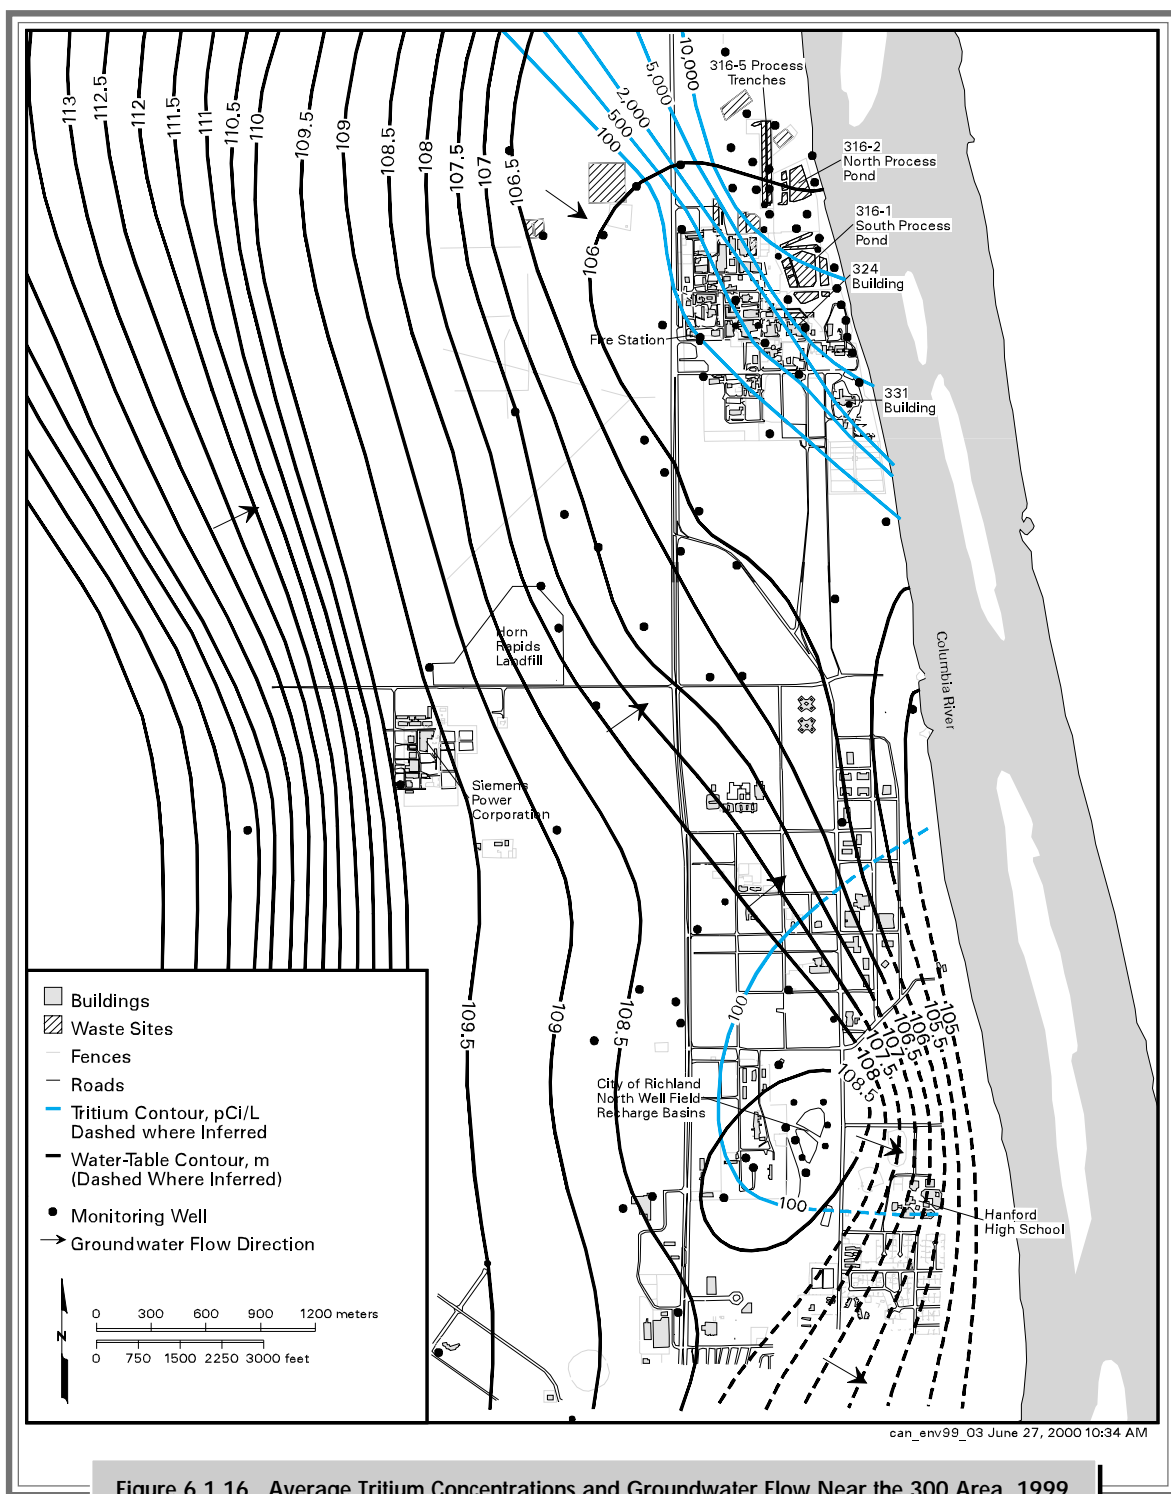 113
112.5
112
111.5
111
110.5
110
109.5
109
108.5
108
107.5
107
106.5
106
100
500
2,000
5,000
10,000
316-5 Process
Trenches
316-2
North Process
Pond
316-1
South Process
Pond
324
Building
Fire Station
331
Building
Horn
Rapids
Landfill
Columbia River
Siemens
Power
Corporation
109.5
109
108.5
100
105
105.5
106
106.5
107
107.5
108
108.5
City of Richland
North Well Field
Recharge Basins
100
Hanford
High School
Buildings
Waste Sites
Fences
Roads
Tritium Contour, pCi/L
Dashed where Inferred
Water-Table Contour, m
(Dashed Where Inferred)
Monitoring Well
Groundwater Flow Direction
N
0 300 600 900 1200 meters
0 750 1500 2250 3000 feet
can_env99_03 June 27, 2000 10:34 AM
Figure 6.1.16. Average Tritium Concentrations and Groundwater Flow Near the 300 Area, 1999